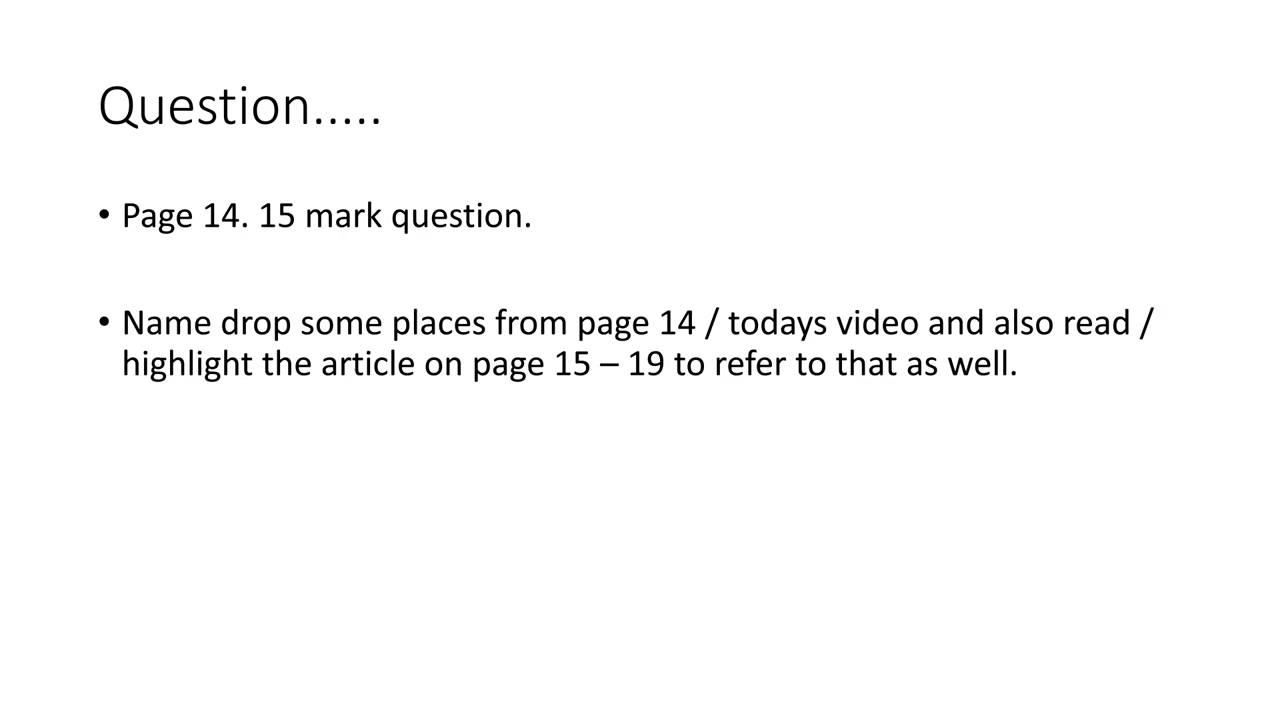 Question.....
• Page 14. 15 mark question.
• Name drop some places from page 14 / todays video and also read /
highlight the article on page 15 – 19 to refer to that as well.